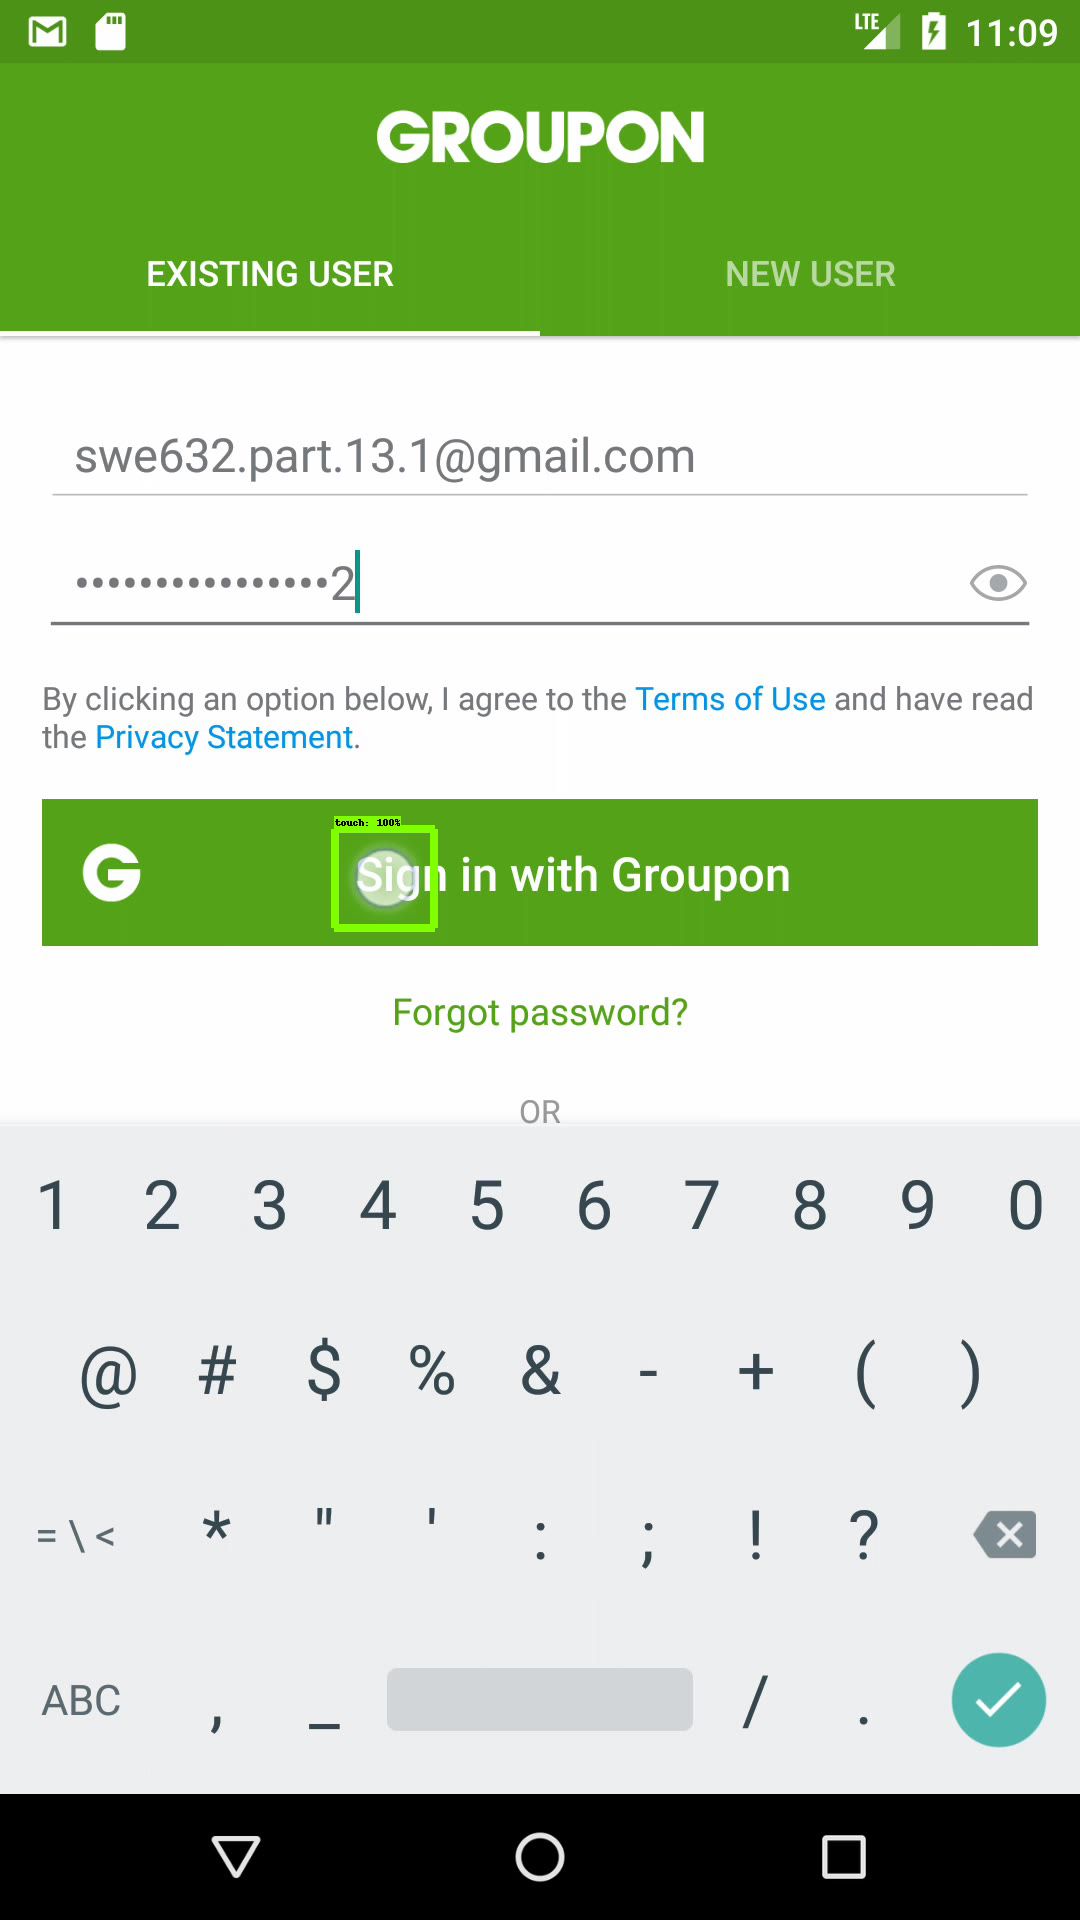 LTE 11:09
GROUPON
EXISTING USER NEW USER
swe632.part.13.1@gmail.com
••••••••••••••••2
By clicking an option below, I agree to the Terms of Use and have read
the Privacy Statement.
touch: 100%
G Sign in with Groupon
Forgot password?
OR
1 2 3 4 5 6 7 8 9 0
@ # $ % & - + ( )
= \ < * " ' : ; ! ?
ABC , _ / .